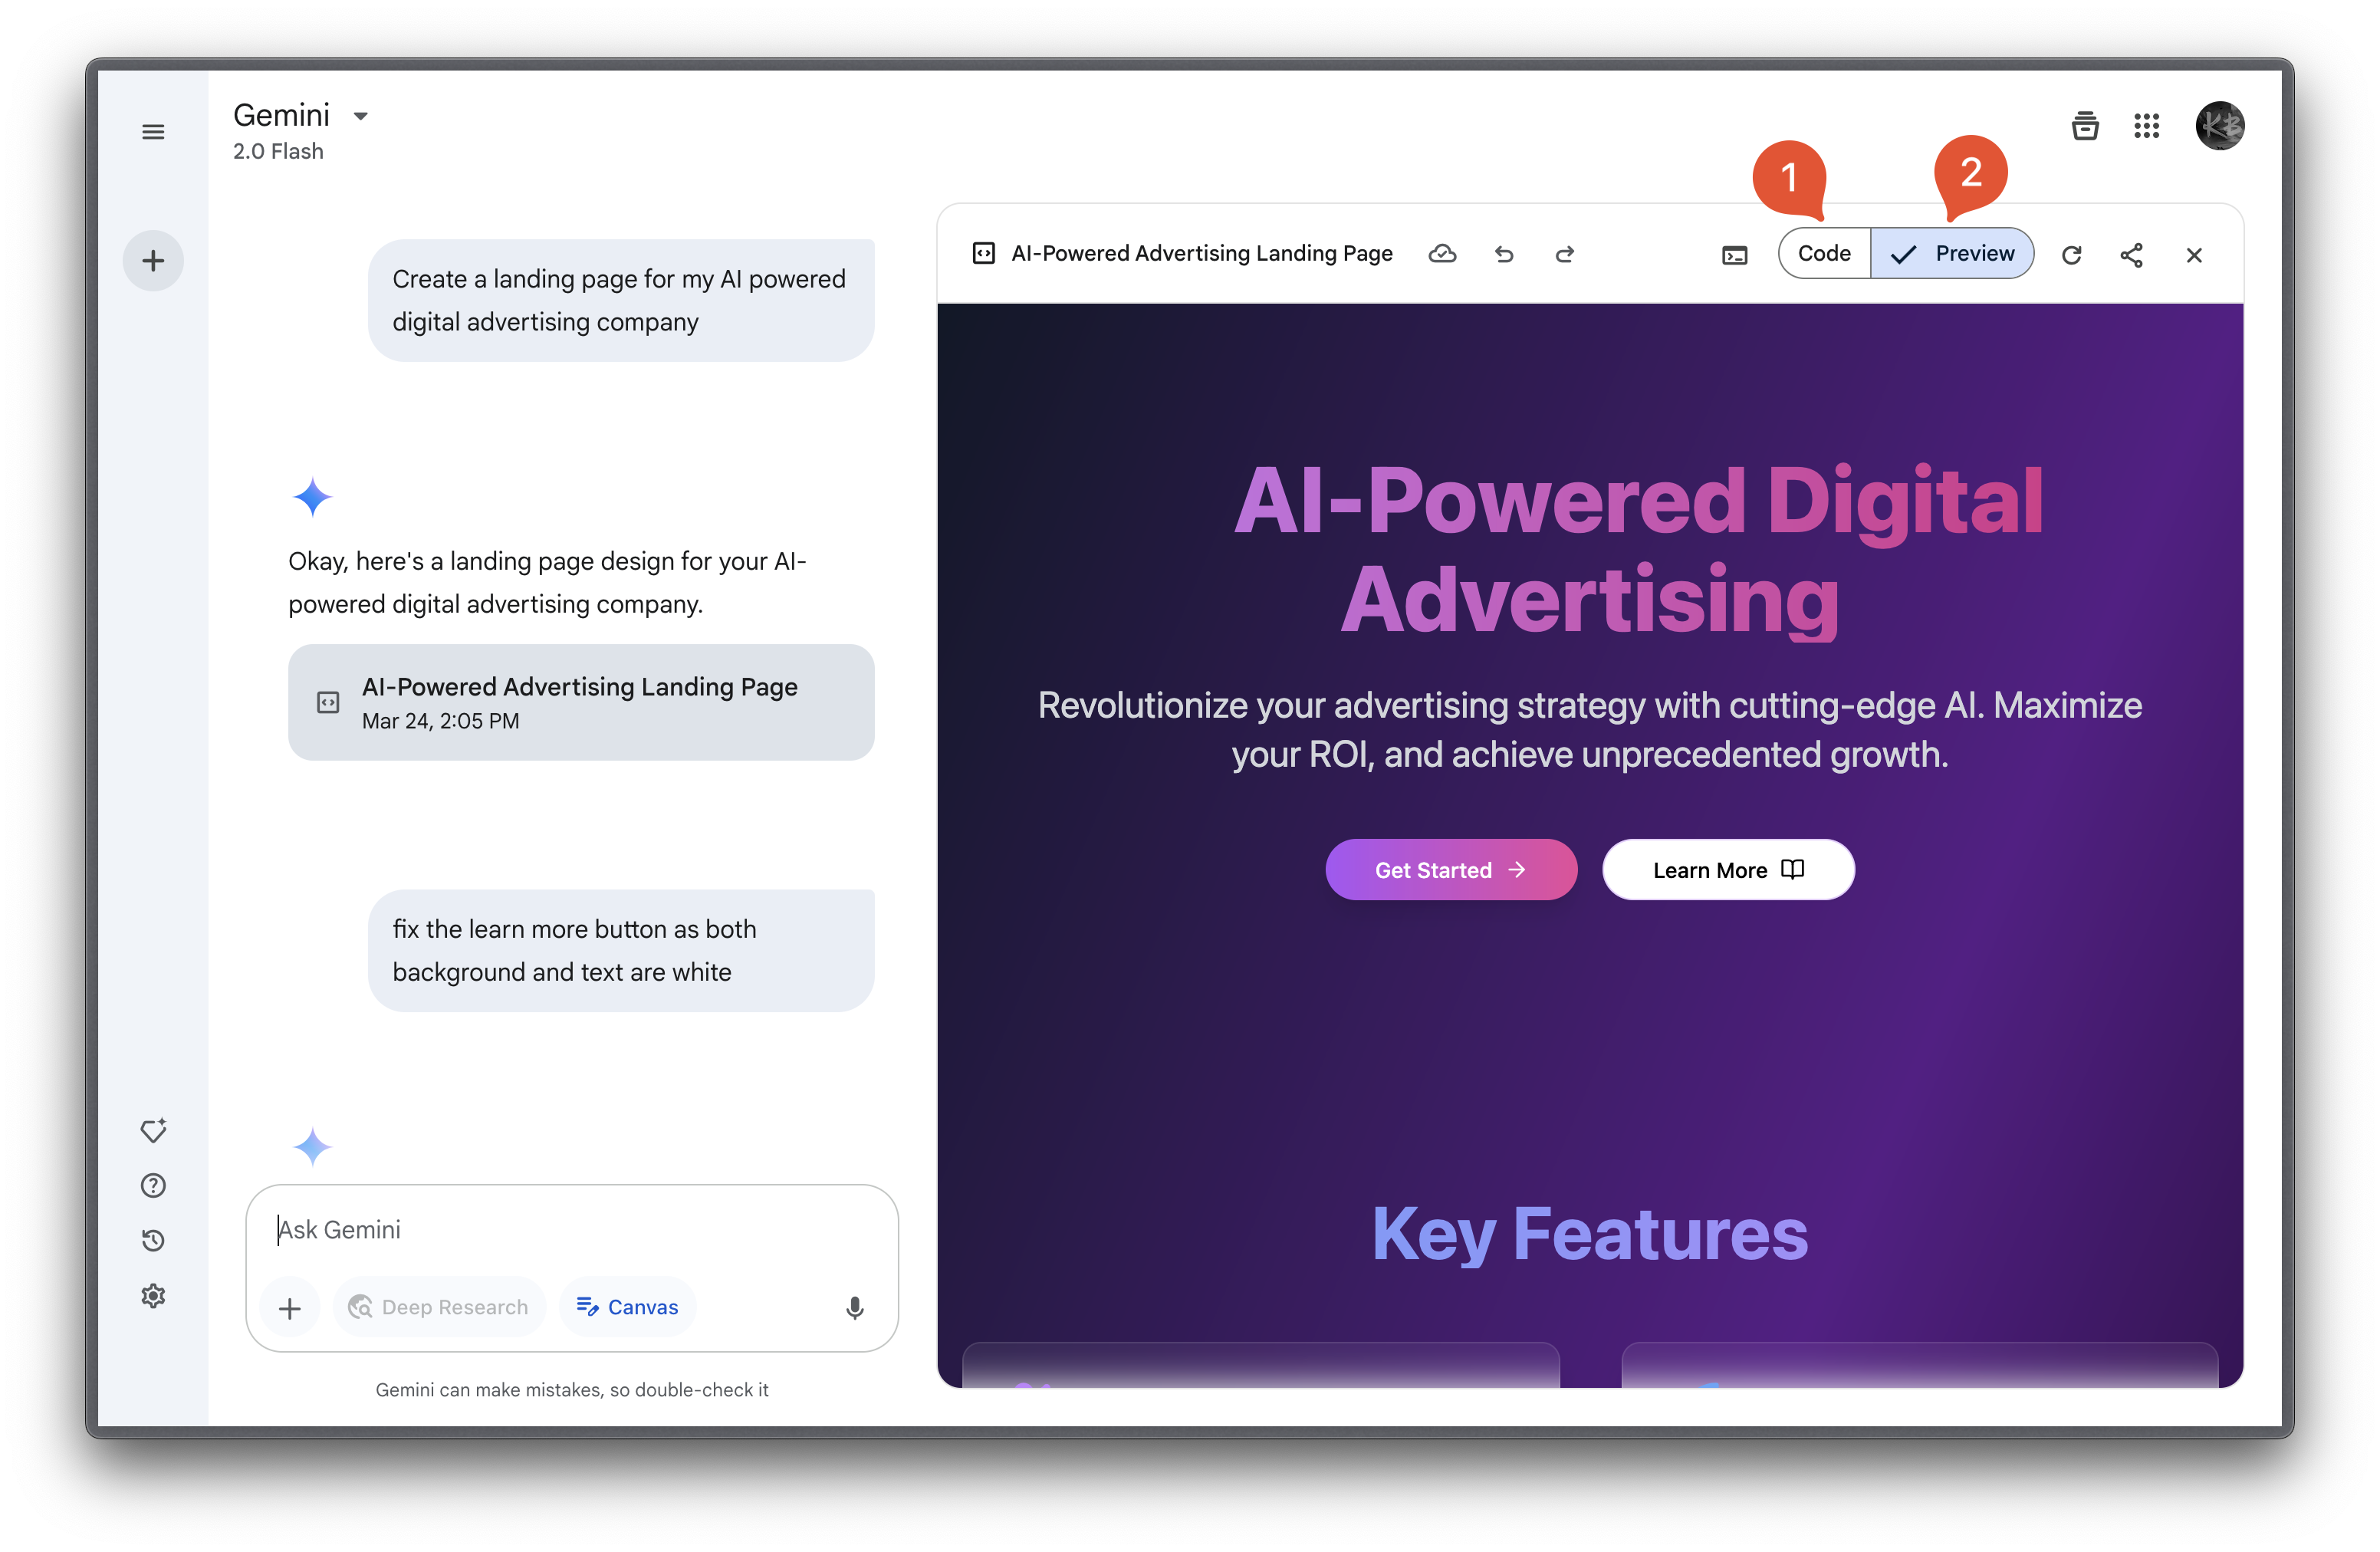 Gemini
2.0 Flash
KB
1
2
Create a landing page for my AI powered
digital advertising company
Okay, here's a landing page design for your AI-
powered digital advertising company.
AI-Powered Advertising Landing Page
Mar 24, 2:05 PM
fix the learn more button as both
background and text are white
Ask Gemini
Deep Research
Canvas
Gemini can make mistakes, so double-check it
AI-Powered Advertising Landing Page
Code
Preview
AI-Powered Digital
Advertising
Revolutionize your advertising strategy with cutting-edge AI. Maximize
your ROI, and achieve unprecedented growth.
Get Started
Learn More
Key Features